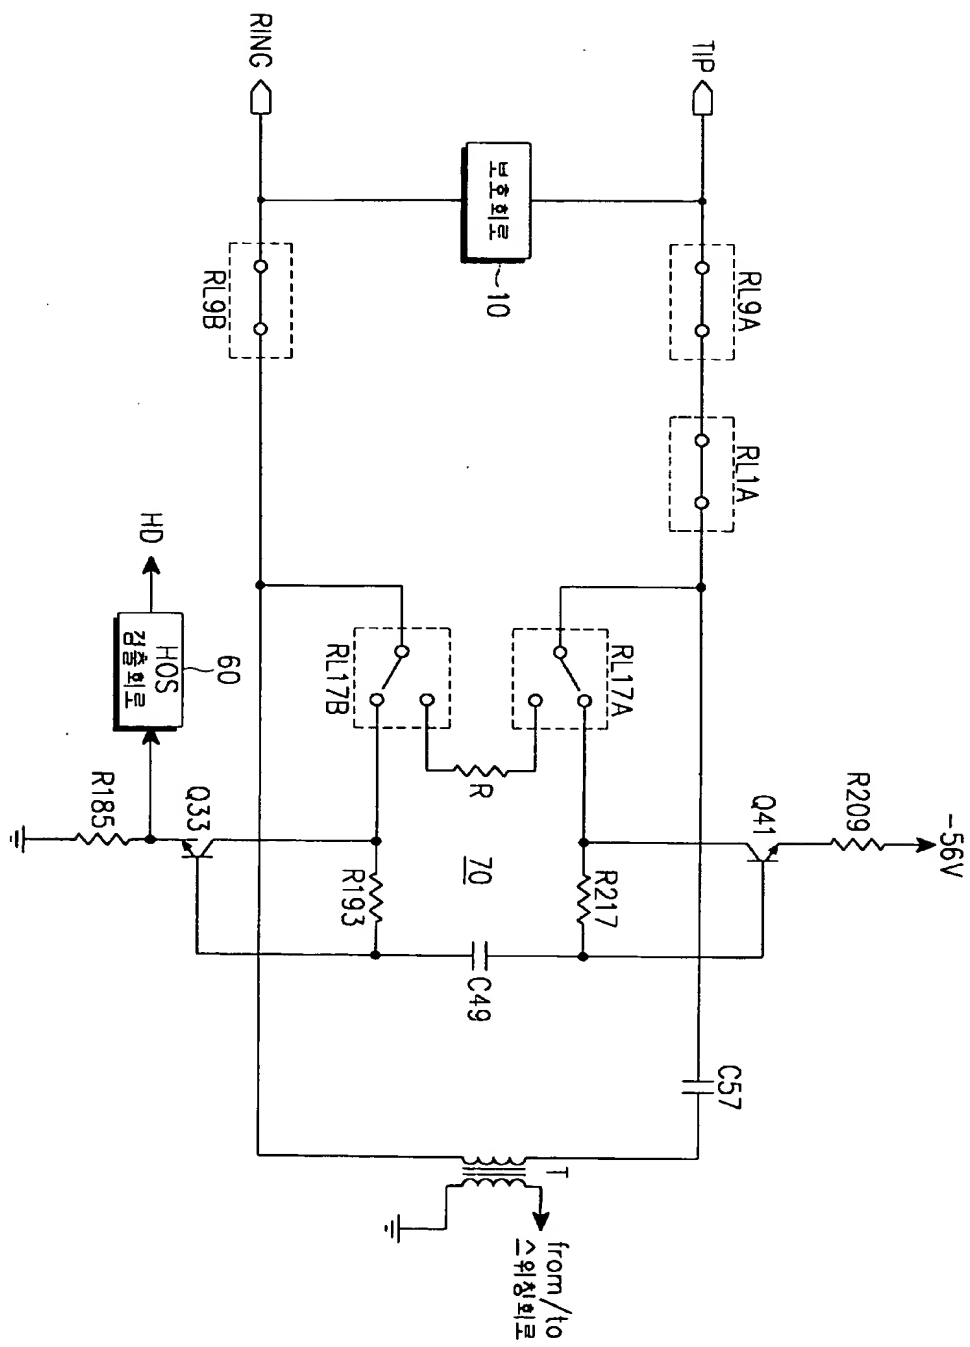 TIP
RING
보호회로
10
RL9A
RL9B
RL1A
RL17A
RL17B
R
HD
HOS
검출회로
60
-56V
R209
Q41
R217
70
R193
Q33
R185
C49
C57
T
from/to
스위칭회로